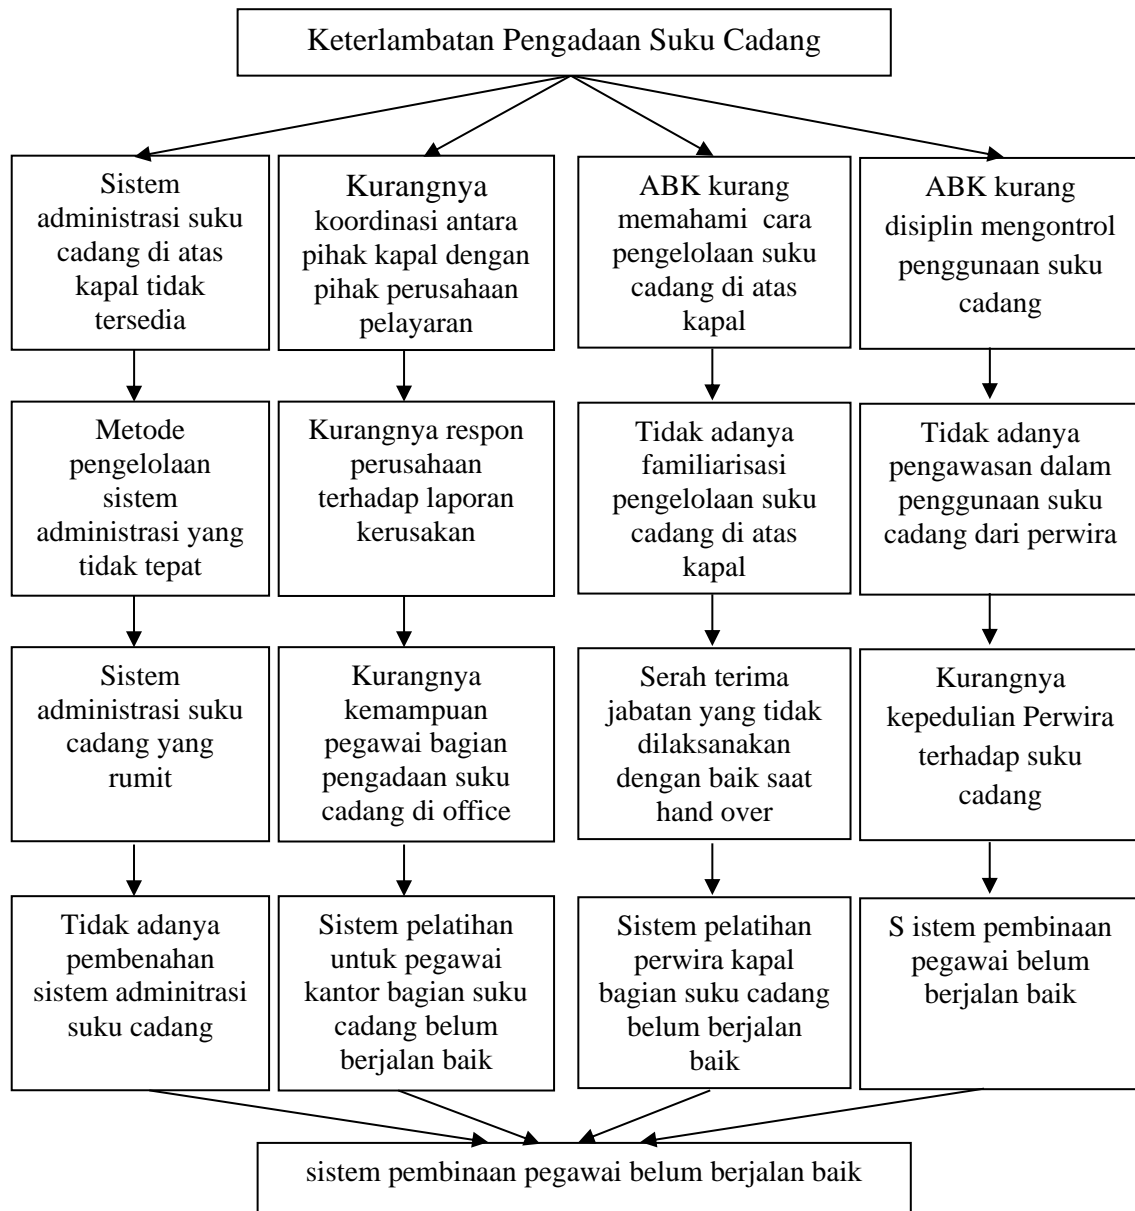 Keterlambatan Pengadaan Suku Cadang
Sistem
administrasi suku
cadang di atas
kapal tidak
tersedia
Kurangnya
koordinasi antara
pihak kapal dengan
pihak perusahaan
pelayaran
ABK kurang
memahami  cara
pengelolaan suku
cadang di atas
kapal
ABK kurang
disiplin mengontrol
penggunaan suku
cadang
Metode
pengelolaan
sistem
administrasi yang
tidak tepat
Kurangnya respon
perusahaan
terhadap laporan
kerusakan
Tidak adanya
familiarisasi
pengelolaan suku
cadang di atas
kapal
Tidak adanya
pengawasan dalam
penggunaan suku
cadang dari perwira
Sistem
administrasi suku
cadang yang
rumit
Kurangnya
kemampuan
pegawai bagian
pengadaan suku
cadang di office
Serah terima
jabatan yang tidak
dilaksanakan
dengan baik saat
hand over
Kurangnya
kepedulian Perwira
terhadap suku
cadang
Tidak adanya
pembenahan
sistem adminitrasi
suku cadang
Sistem pelatihan
untuk pegawai
kantor bagian suku
cadang belum
berjalan baik
Sistem pelatihan
perwira kapal
bagian suku cadang
belum berjalan
baik
S istem pembinaan
pegawai belum
berjalan baik
sistem pembinaan pegawai belum berjalan baik